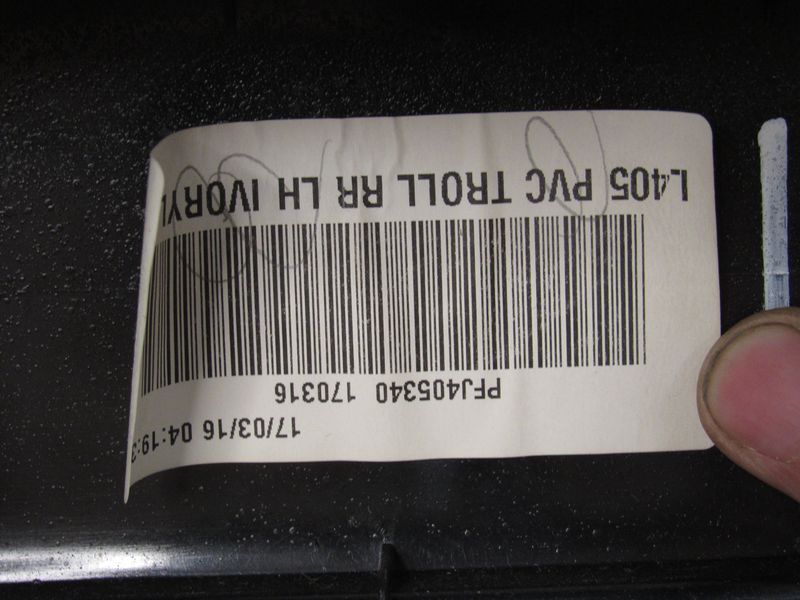 L405 PVC TROLL RR LH IVORY
PFJ405340 170316
17/03/16 04:19:3